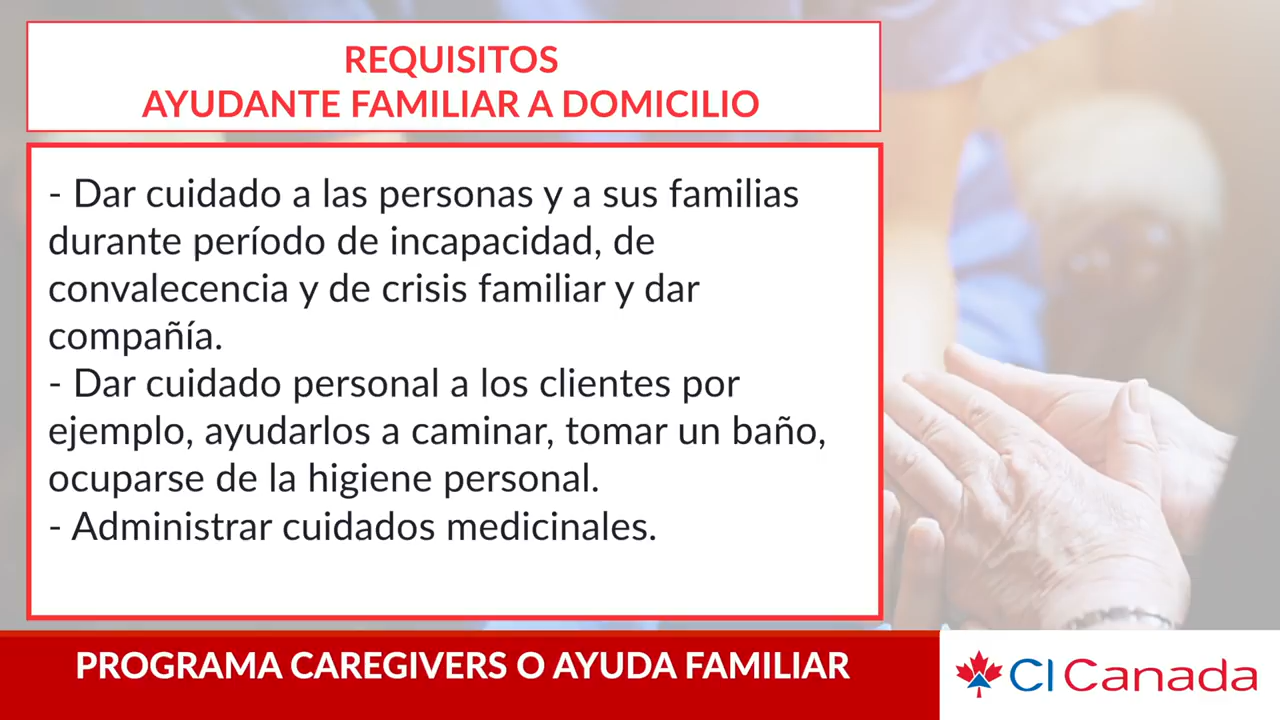 REQUISITOS
AYUDANTE FAMILIAR A DOMICILIO
- Dar cuidado a las personas y a sus familias
durante período de incapacidad, de
convalecencia y de crisis familiar y dar
compañía.
- Dar cuidado personal a los clientes por
ejemplo, ayudarlos a caminar, tomar un baño,
ocuparse de la higiene personal.
- Administrar cuidados medicinales.
PROGRAMA CAREGIVERS O AYUDA FAMILIAR
CI Canada